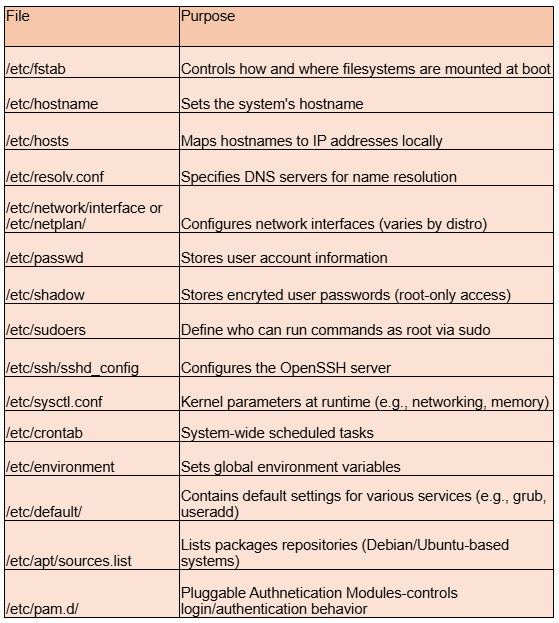 File Purpose
/etc/fstab Controls how and where filesystems are mounted at boot
/etc/hostname Sets the system's hostname
/etc/hosts Maps hostnames to IP addresses locally
/etc/resolv.conf Specifies DNS servers for name resolution
/etc/network/interface or
/etc/netplan/ Configures network interfaces (varies by distro)
/etc/passwd Stores user account information
/etc/shadow Stores encryted user passwords (root-only access)
/etc/sudoers Define who can run commands as root via sudo
/etc/ssh/sshd_config Configures the OpenSSH server
/etc/sysctl.conf Kernel parameters at runtime (e.g., networking, memory)
/etc/crontab System-wide scheduled tasks
/etc/environment Sets global environment variables
Contains default settings for various services (e.g., grub,
/etc/default/ useradd)
Lists packages repositories (Debian/Ubuntu-based
/etc/apt/sources.list systems)
Pluggable Authnetication Modules-controls
/etc/pam.d/ login/authentication behavior